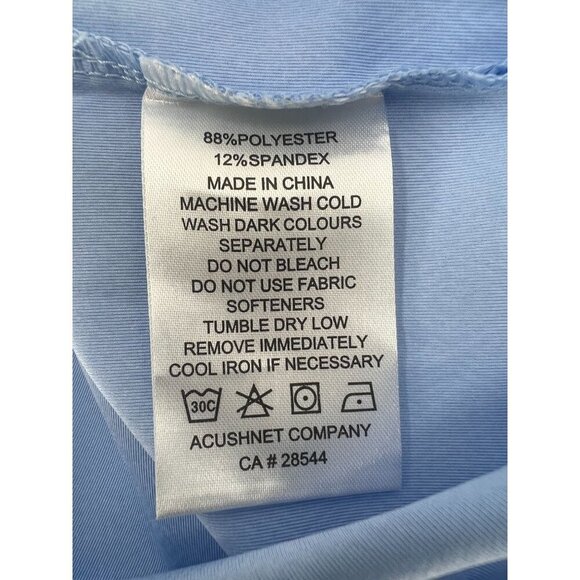 88%POLYESTER
12%SPANDEX
MADE IN CHINA
MACHINE WASH COLD
WASH DARK COLOURS
SEPARATELY
DO NOT BLEACH
DO NOT USE FABRIC
SOFTENERS
TUMBLE DRY LOW
REMOVE IMMEDIATELY
COOL IRON IF NECESSARY
30C
ACUSHNET COMPANY
CA # 28544